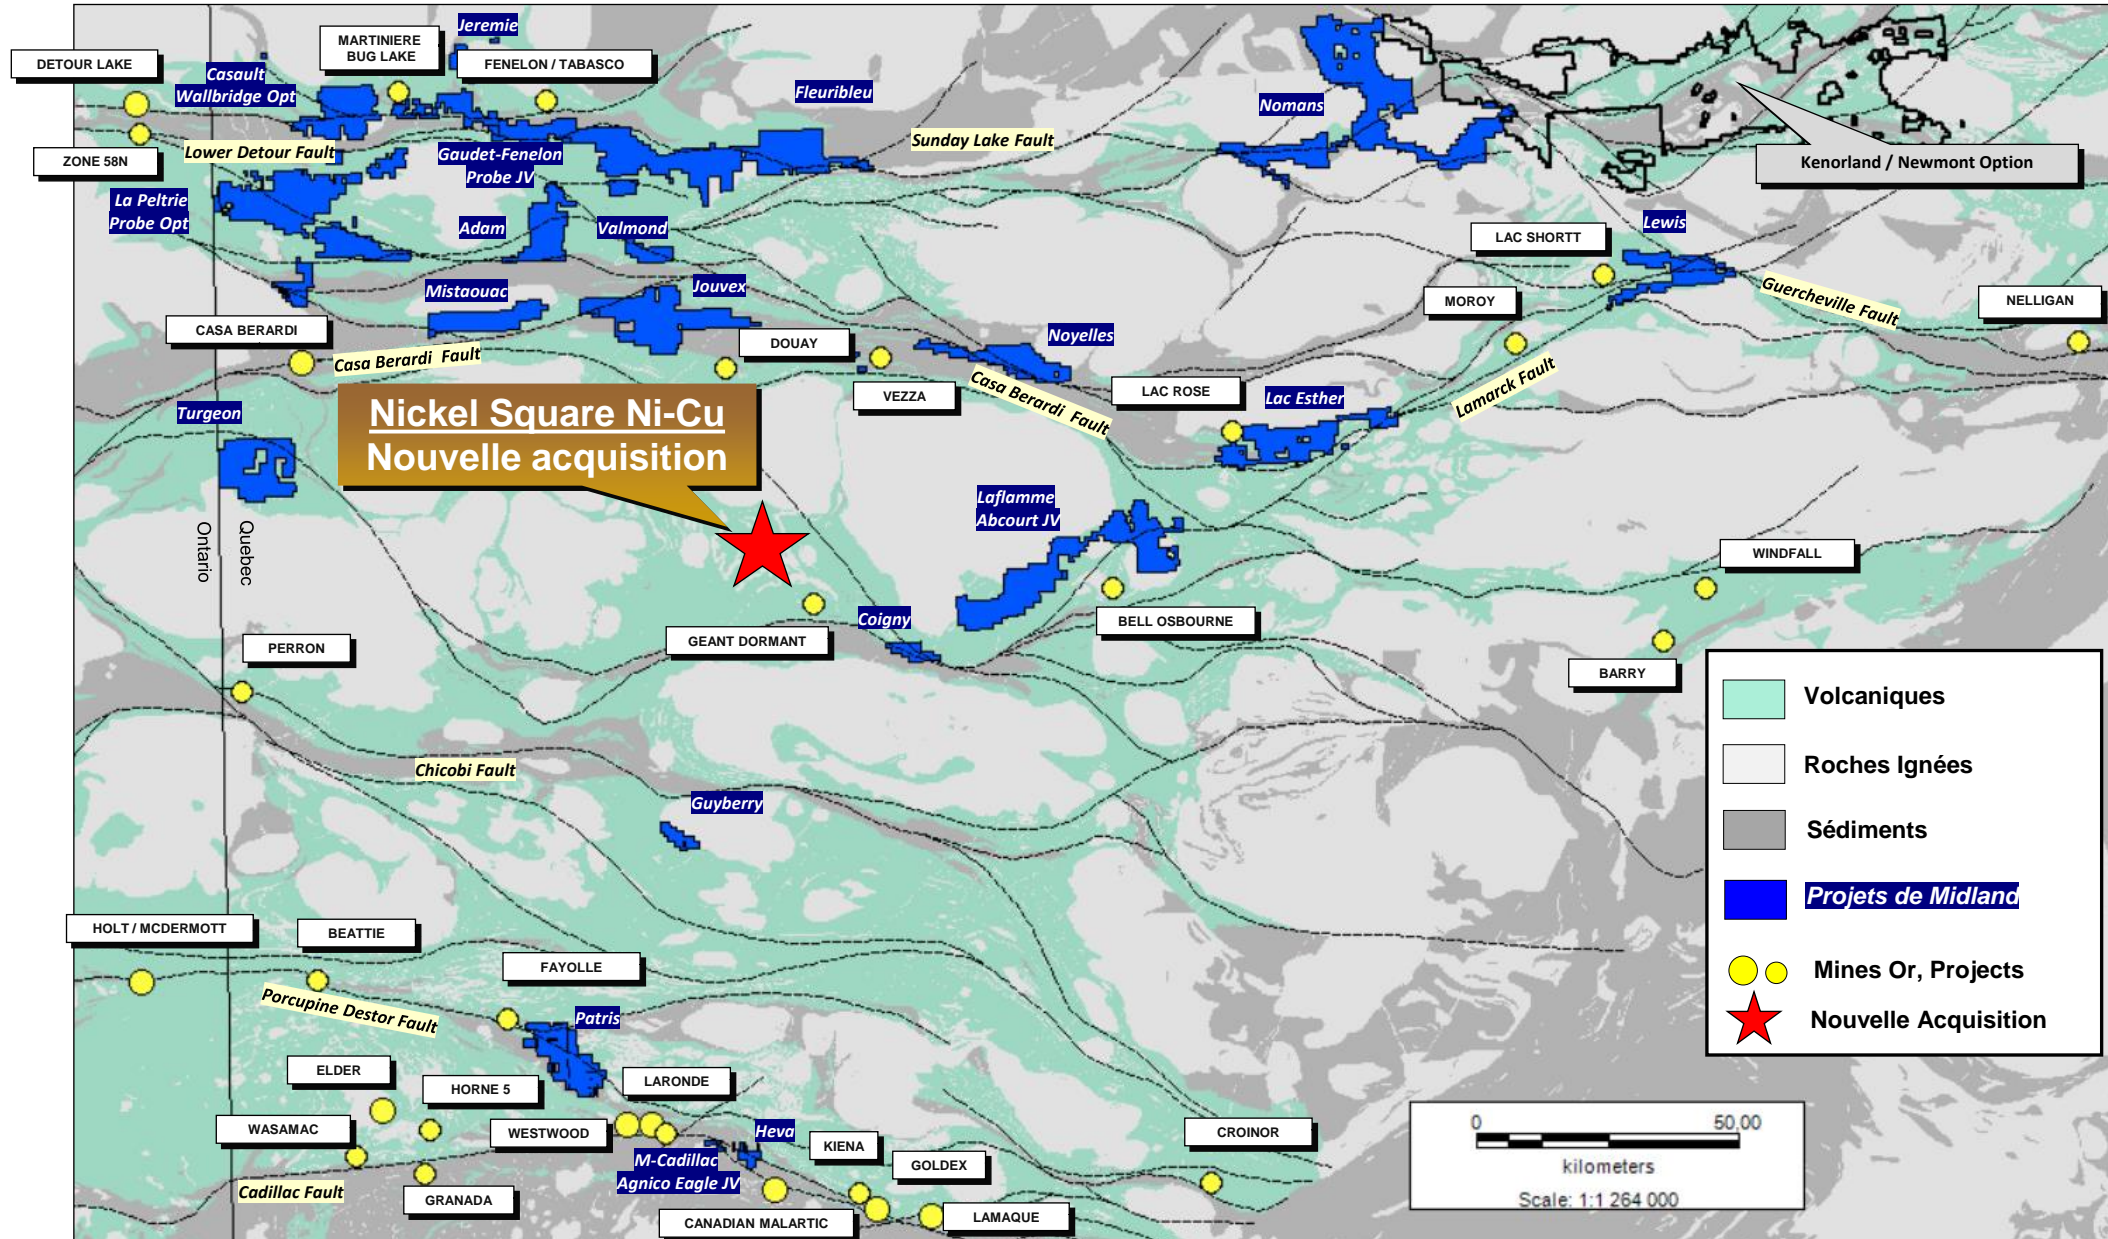 Jeremie
MARTINIERE
BUG LAKE
DETOUR LAKE
FENELON / TABASCO
Casault
Wallbridge Opt
Fleuribleu
Nomans
Sunday Lake Fault
Lower Detour Fault
ZONE 58N
Gaudet-Fenelon
Probe JV
Kenorland / Newmont Option
La Peltrie
Probe Opt
Adam
Valmond
Lewis
LAC SHORTT
Mistaouac
Jouvex
MOROY
Guercheville Fault
NELLIGAN
CASA BERARDI
DOUAY
Noyelles
Casa Berardi  Fault
VEZZA
Casa Berardi  Fault
LAC ROSE
Lac Esther
Lamarck Fault
Turgeon
Nickel Square Ni-Cu
Nouvelle acquisition
Laflamme
Abcourt JV
Ontario
Quebec
WINDFALL
Coigny
BELL OSBOURNE
GEANT DORMANT
PERRON
BARRY
Volcaniques
Roches Ignées
Sédiments
Projets de Midland
Mines Or, Projects
Nouvelle Acquisition
Chicobi Fault
Guyberry
HOLT / MCDERMOTT
BEATTIE
FAYOLLE
Porcupine Destor Fault
Patris
ELDER
HORNE 5
LARONDE
WASAMAC
WESTWOOD
Heva
KIENA
CROINOR
M-Cadillac
Agnico Eagle JV
GOLDEX
Cadillac Fault
GRANADA
CANADIAN MALARTIC
LAMAQUE
0
50,00
kilometers
Scale: 1:1 264 000